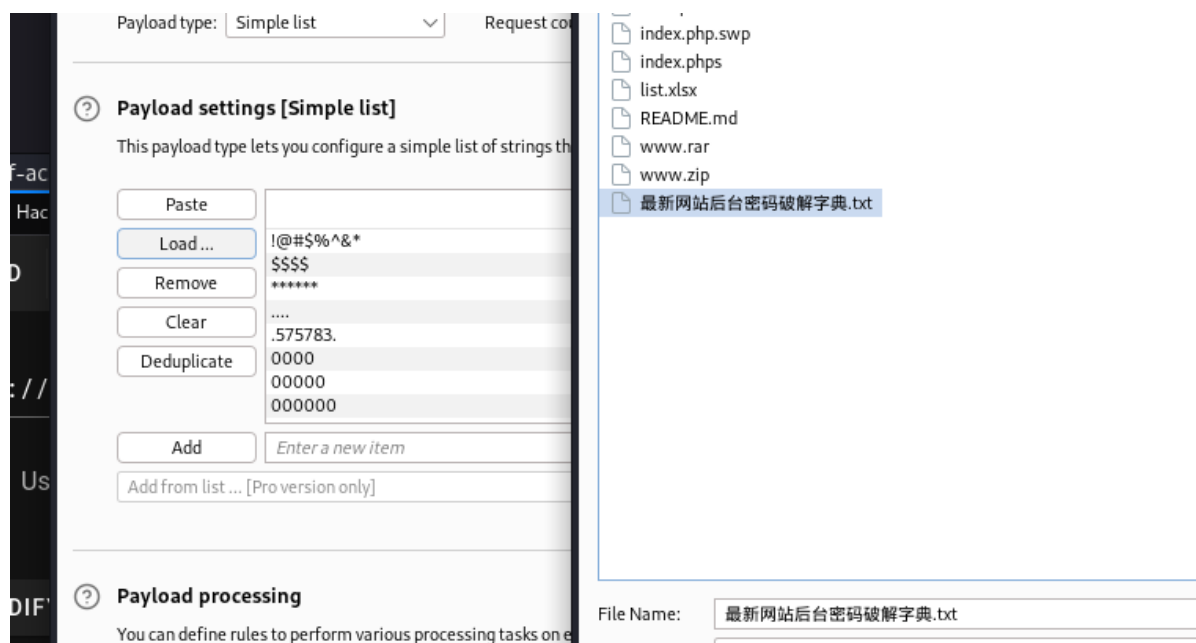 Payload type: Simple list
Request cou
Payload settings [Simple list]
This payload type lets you configure a simple list of strings th
Paste
Load ...
Remove
Clear
Deduplicate
!@#$%^&*
$$$$
******
....
.575783.
0000
00000
000000
Add
Enter a new item
Add from list ... [Pro version only]
Payload processing
You can define rules to perform various processing tasks on e
f-ac
Hac
://
Us
DIF
index.php.swp
index.phps
list.xlsx
README.md
www.rar
www.zip
最新网站后台密码破解字典.txt
File Name: 最新网站后台密码破解字典.txt